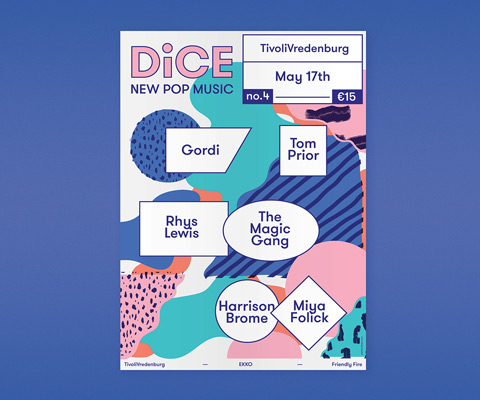 DiCE
NEW POP MUSIC
TivoliVredenburg
May 17th
no.4
€15
Gordi
Tom
Prior
Rhys
Lewis
The
Magic
Gang
Harrison
Brome
Miya
Folick
TivoliVredenburg — EKKO — Friendly Fire